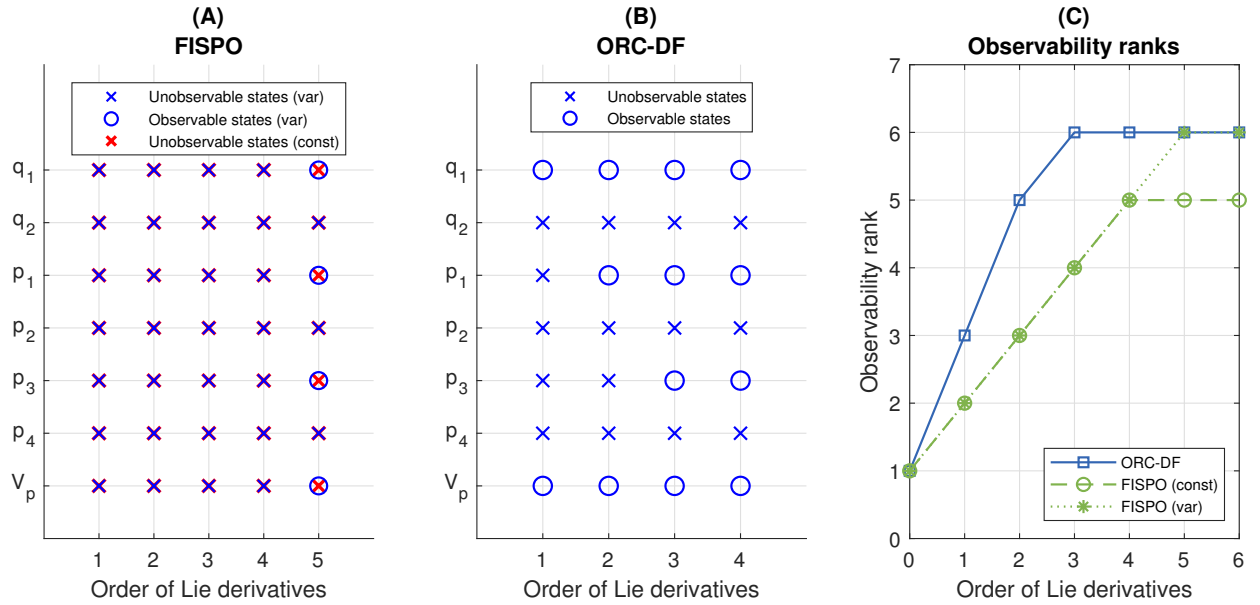 (A)
FISPO
Unobservable states (var)
Observable states (var)
Unobservable states (const)
q1
q2
p1
p2
p3
p4
Vp
1 2 3 4 5
Order of Lie derivatives
(B)
ORC-DF
Unobservable states
Observable states
q1
q2
p1
p2
p3
p4
Vp
1 2 3 4
Order of Lie derivatives
(C)
Observability ranks
7
6
5
4
3
2
1
0
Observability rank
ORC-DF
FISPO (const)
FISPO (var)
0 1 2 3 4 5 6
Order of Lie derivatives